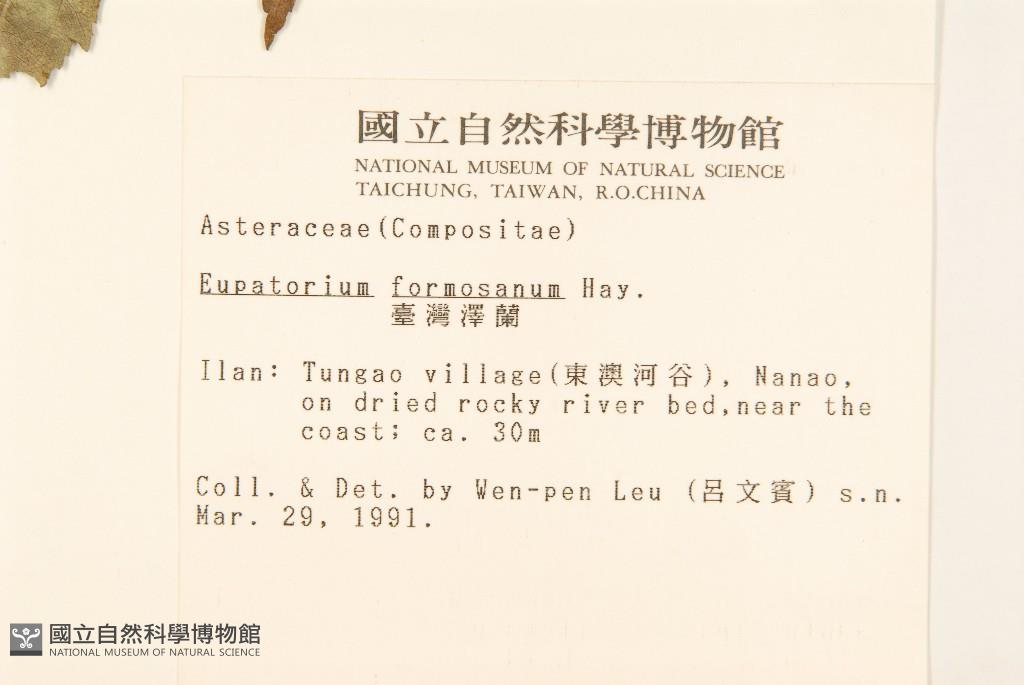 國立自然科學博物館
NATIONAL MUSEUM OF NATURAL SCIENCE
TAICHUNG, TAIWAN, R.O.CHINA
Asteraceae(Compositae)
Eupatorium formosanum Hay.
臺灣澤蘭
Ilan: Tungao village(東澳河谷), Nanao,
on dried rocky river bed,near the
coast; ca. 30m
Coll. & Det. by Wen-pen Leu (呂文賓) s.n.
Mar. 29, 1991.
國立自然科學博物館
NATIONAL MUSEUM OF NATURAL SCIENCE